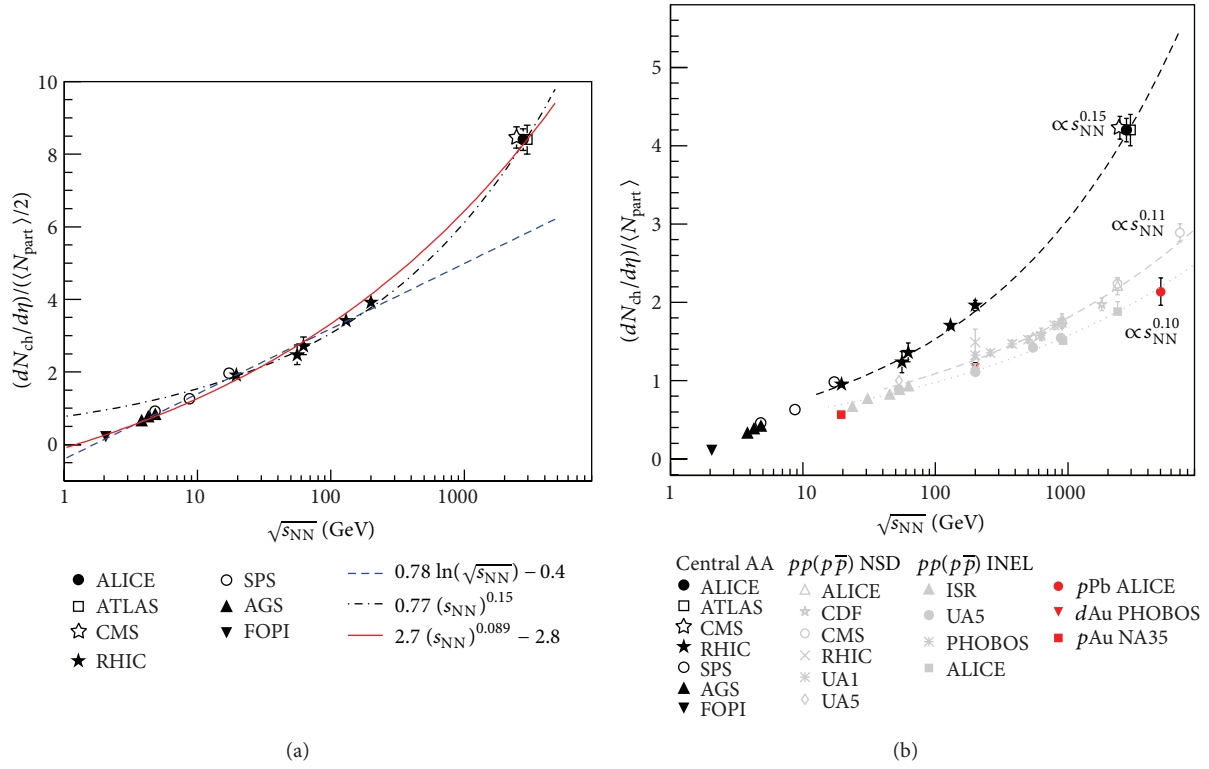 10
8
6
4
2
0
(dN_ch/dη)/(⟨N_part⟩/2)
1 10 100 1000
√s_NN (GeV)
ALICE
ATLAS
CMS
RHIC
SPS
AGS
FOPI
0.78 ln(√s_NN) − 0.4
0.77 (s_NN)^0.15
2.7 (s_NN)^0.089 − 2.8
(a)
5
4
3
2
1
0
(dN_ch/dη)/⟨N_part⟩
∝ s_NN^0.15
∝ s_NN^0.11
∝ s_NN^0.10
1 10 100 1000
√s_NN (GeV)
Central AA
ALICE
ATLAS
CMS
RHIC
SPS
AGS
FOPI
pp(pp̅) NSD
ALICE
CDF
CMS
RHIC
UA1
UA5
pp(pp̅) INEL
ISR
UA5
PHOBOS
ALICE
pPb ALICE
dAu PHOBOS
pAu NA35
(b)